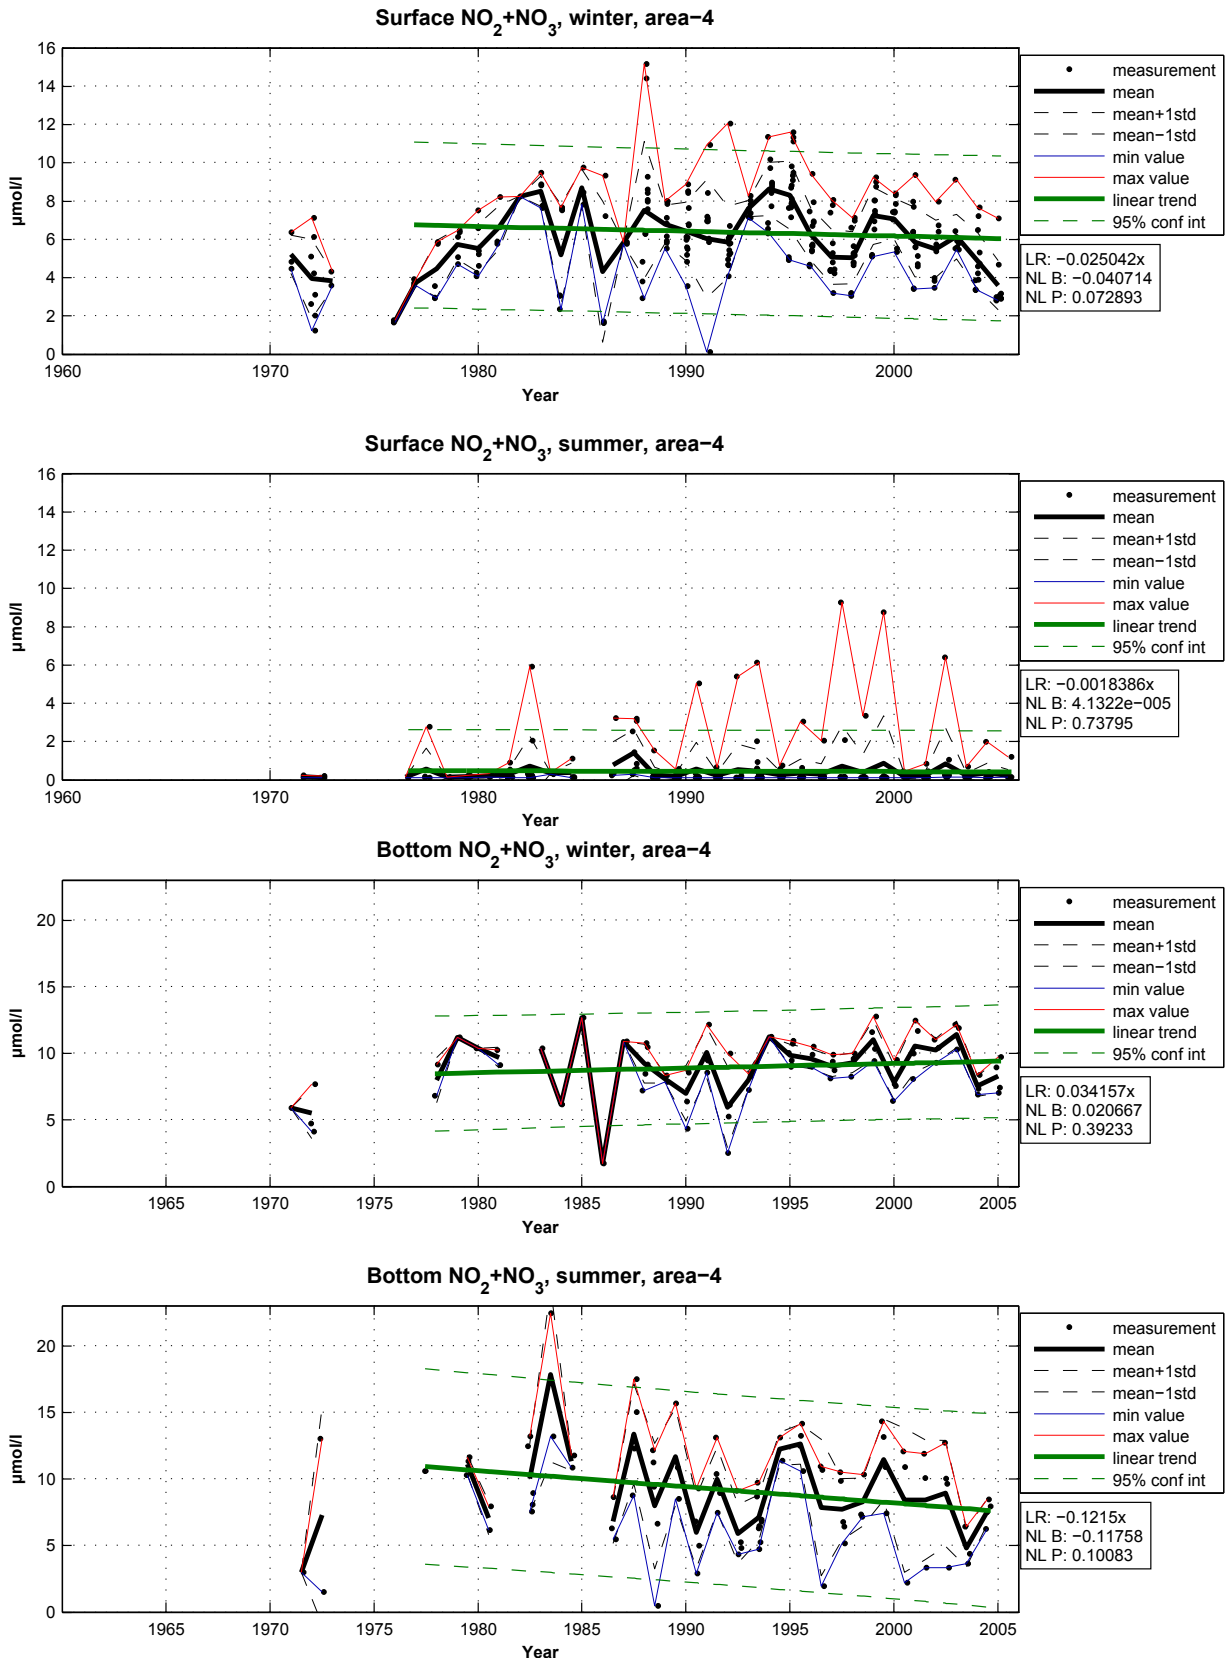 Surface NO2+NO3, winter, area−4
16
14
12
10
8
6
4
2
0
µmol/l
1960 1970 1980 1990 2000
Year
measurement
mean
mean+1std
mean−1std
min value
max value
linear trend
95% conf int
LR: −0.025042x
NL B: −0.040714
NL P: 0.072893
Surface NO2+NO3, summer, area−4
16
14
12
10
8
6
4
2
0
µmol/l
1960 1970 1980 1990 2000
Year
measurement
mean
mean+1std
mean−1std
min value
max value
linear trend
95% conf int
LR: −0.0018386x
NL B: 4.1322e−005
NL P: 0.73795
Bottom NO2+NO3, winter, area−4
20
15
10
5
0
µmol/l
1965 1970 1975 1980 1985 1990 1995 2000 2005
Year
measurement
mean
mean+1std
mean−1std
min value
max value
linear trend
95% conf int
LR: 0.034157x
NL B: 0.020667
NL P: 0.39233
Bottom NO2+NO3, summer, area−4
20
15
10
5
0
µmol/l
1965 1970 1975 1980 1985 1990 1995 2000 2005
Year
measurement
mean
mean+1std
mean−1std
min value
max value
linear trend
95% conf int
LR: −0.1215x
NL B: −0.11758
NL P: 0.10083